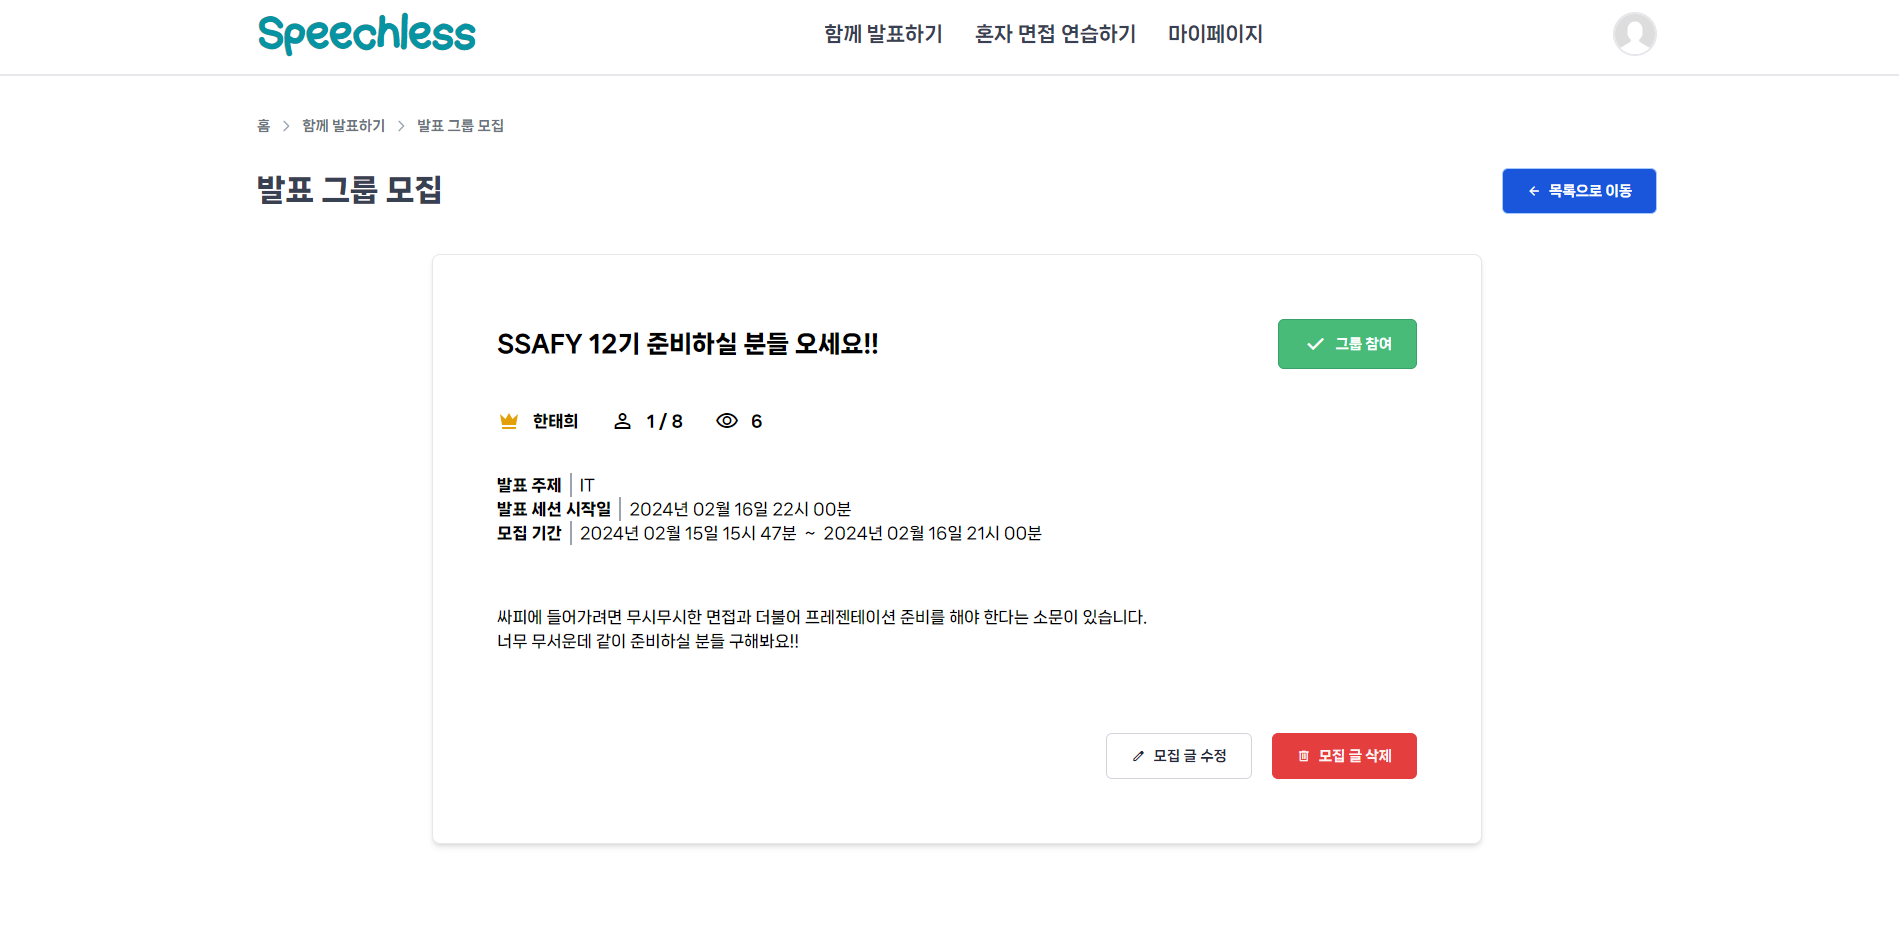 Speechless
함께 발표하기 혼자 면접 연습하기 마이페이지
홈 > 함께 발표하기 > 발표 그룹 모집
발표 그룹 모집
← 목록으로 이동
SSAFY 12기 준비하실 분들 오세요!!
그룹 참여
한태희 1 / 8 6
발표 주제 | IT
발표 세션 시작일 | 2024년 02월 16일 22시 00분
모집 기간 | 2024년 02월 15일 15시 47분 ~ 2024년 02월 16일 21시 00분
싸피에 들어가려면 무시무시한 면접과 더불어 프레젠테이션 준비를 해야 한다는 소문이 있습니다.
너무 무서운데 같이 준비하실 분들 구해봐요!!
모집 글 수정
모집 글 삭제